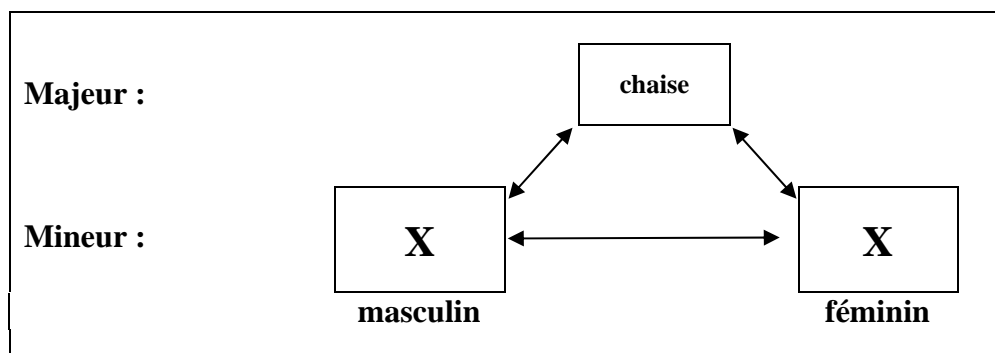 chaise
Majeur :
Mineur :
X
X
masculin
féminin